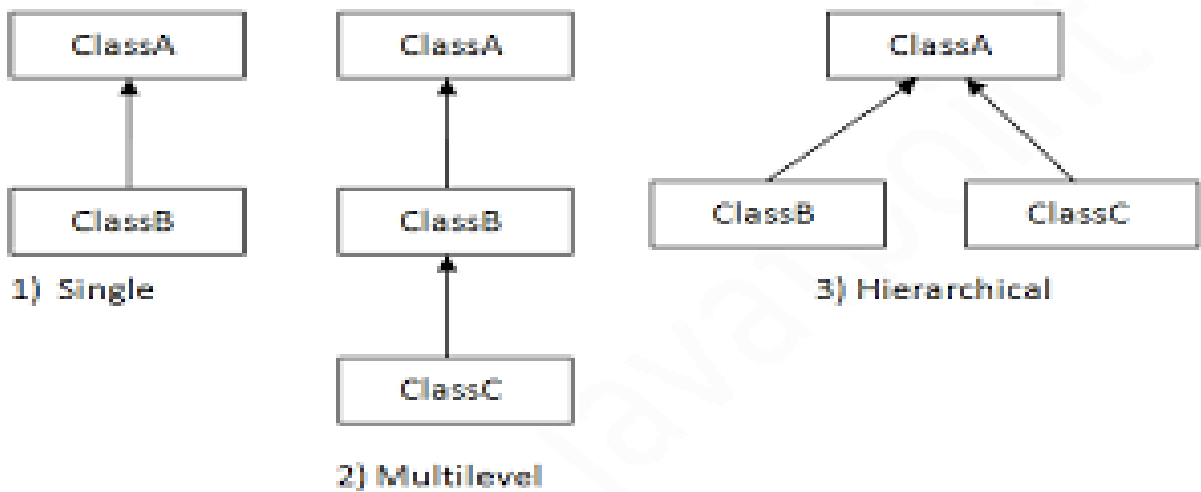 ClassA
ClassB
1) Single
ClassA
ClassB
ClassC
2) Multilevel
ClassA
ClassB
ClassC
3) Hierarchical